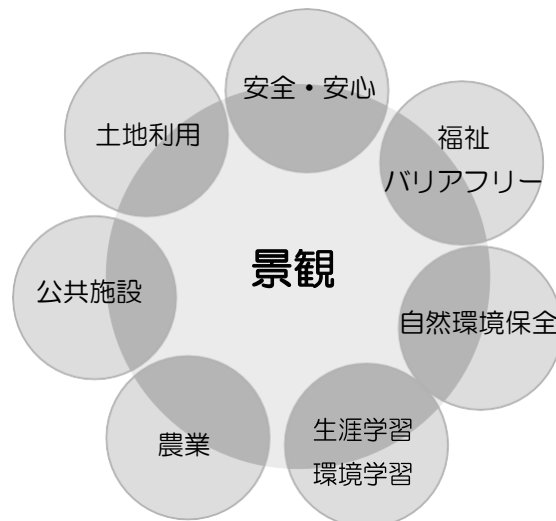 安全・安心
土地利用
福祉
バリアフリー
景観
公共施設
自然環境保全
農業
生涯学習
環境学習